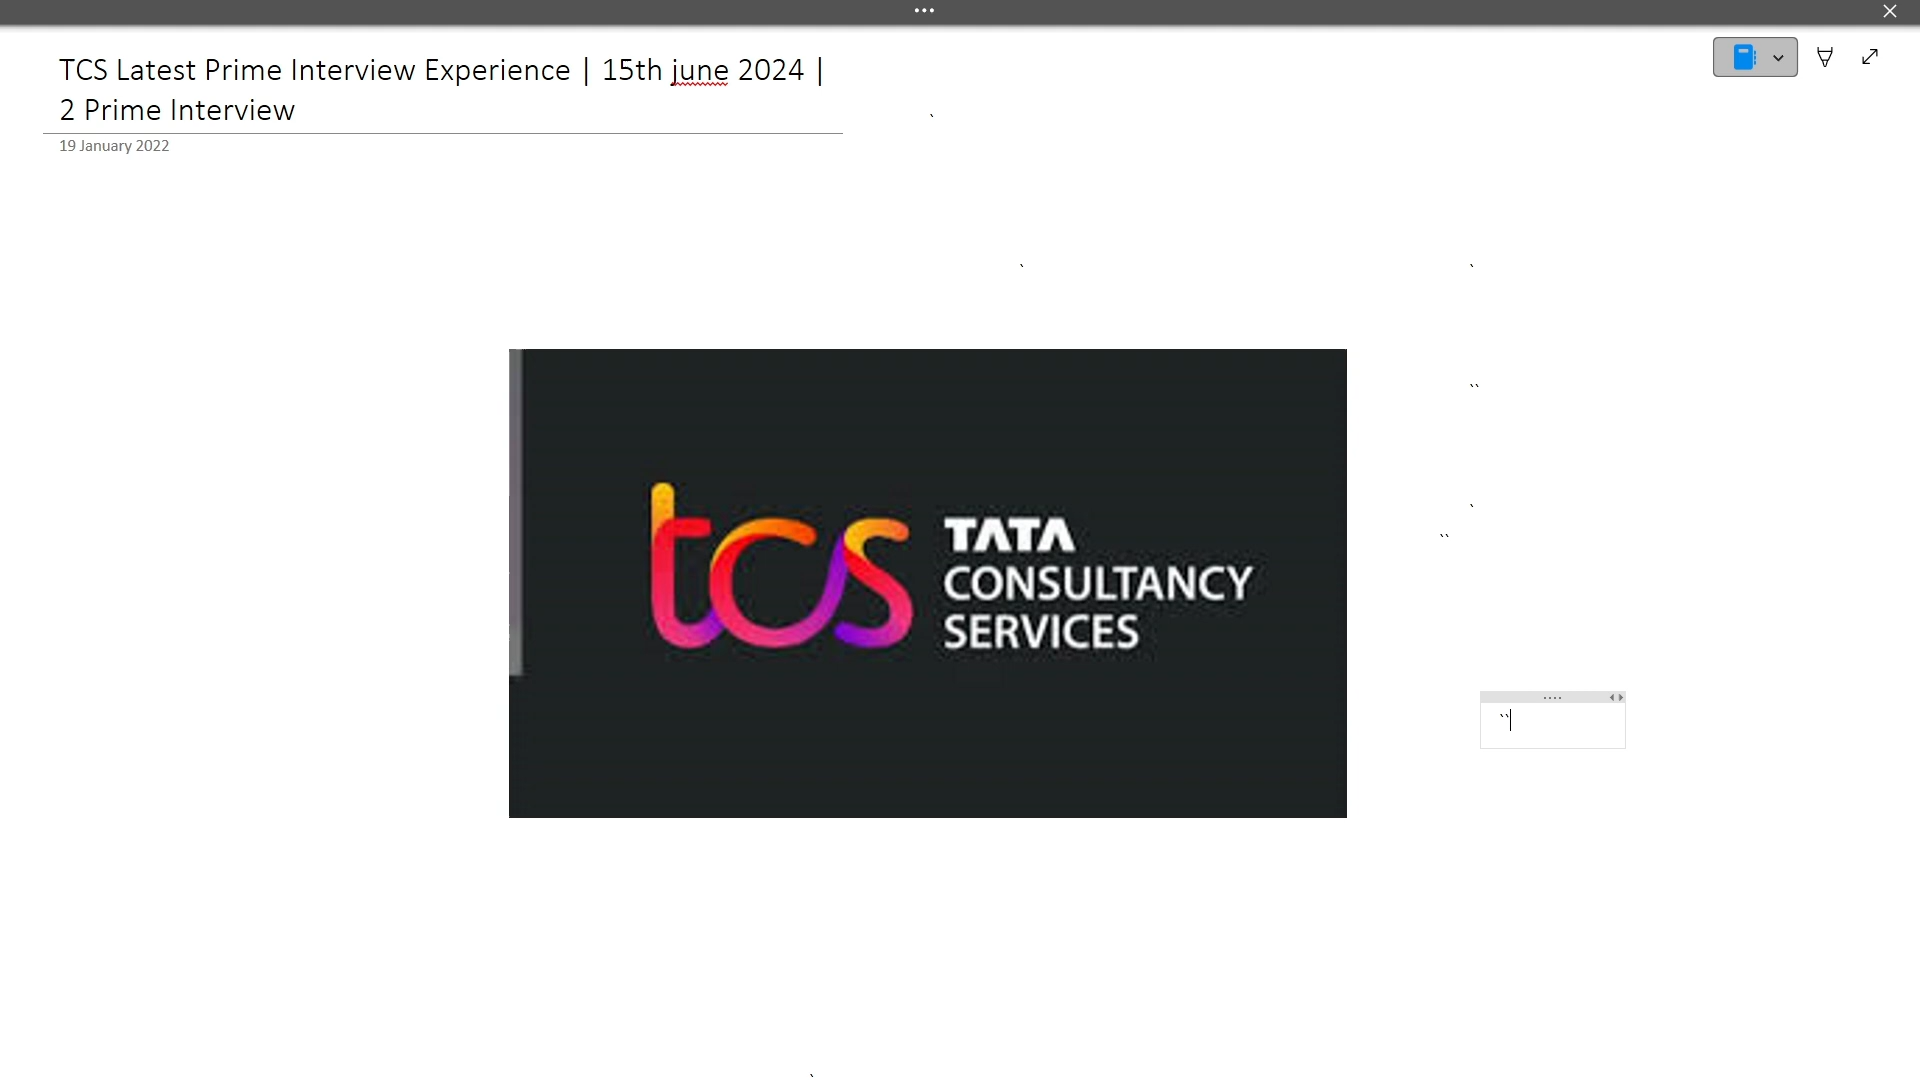 TCS Latest Prime Interview Experience | 15th june 2024 |
2 Prime Interview
19 January 2022
`
`
`
``
tcs
TATA
CONSULTANCY
SERVICES
`
``
``
`